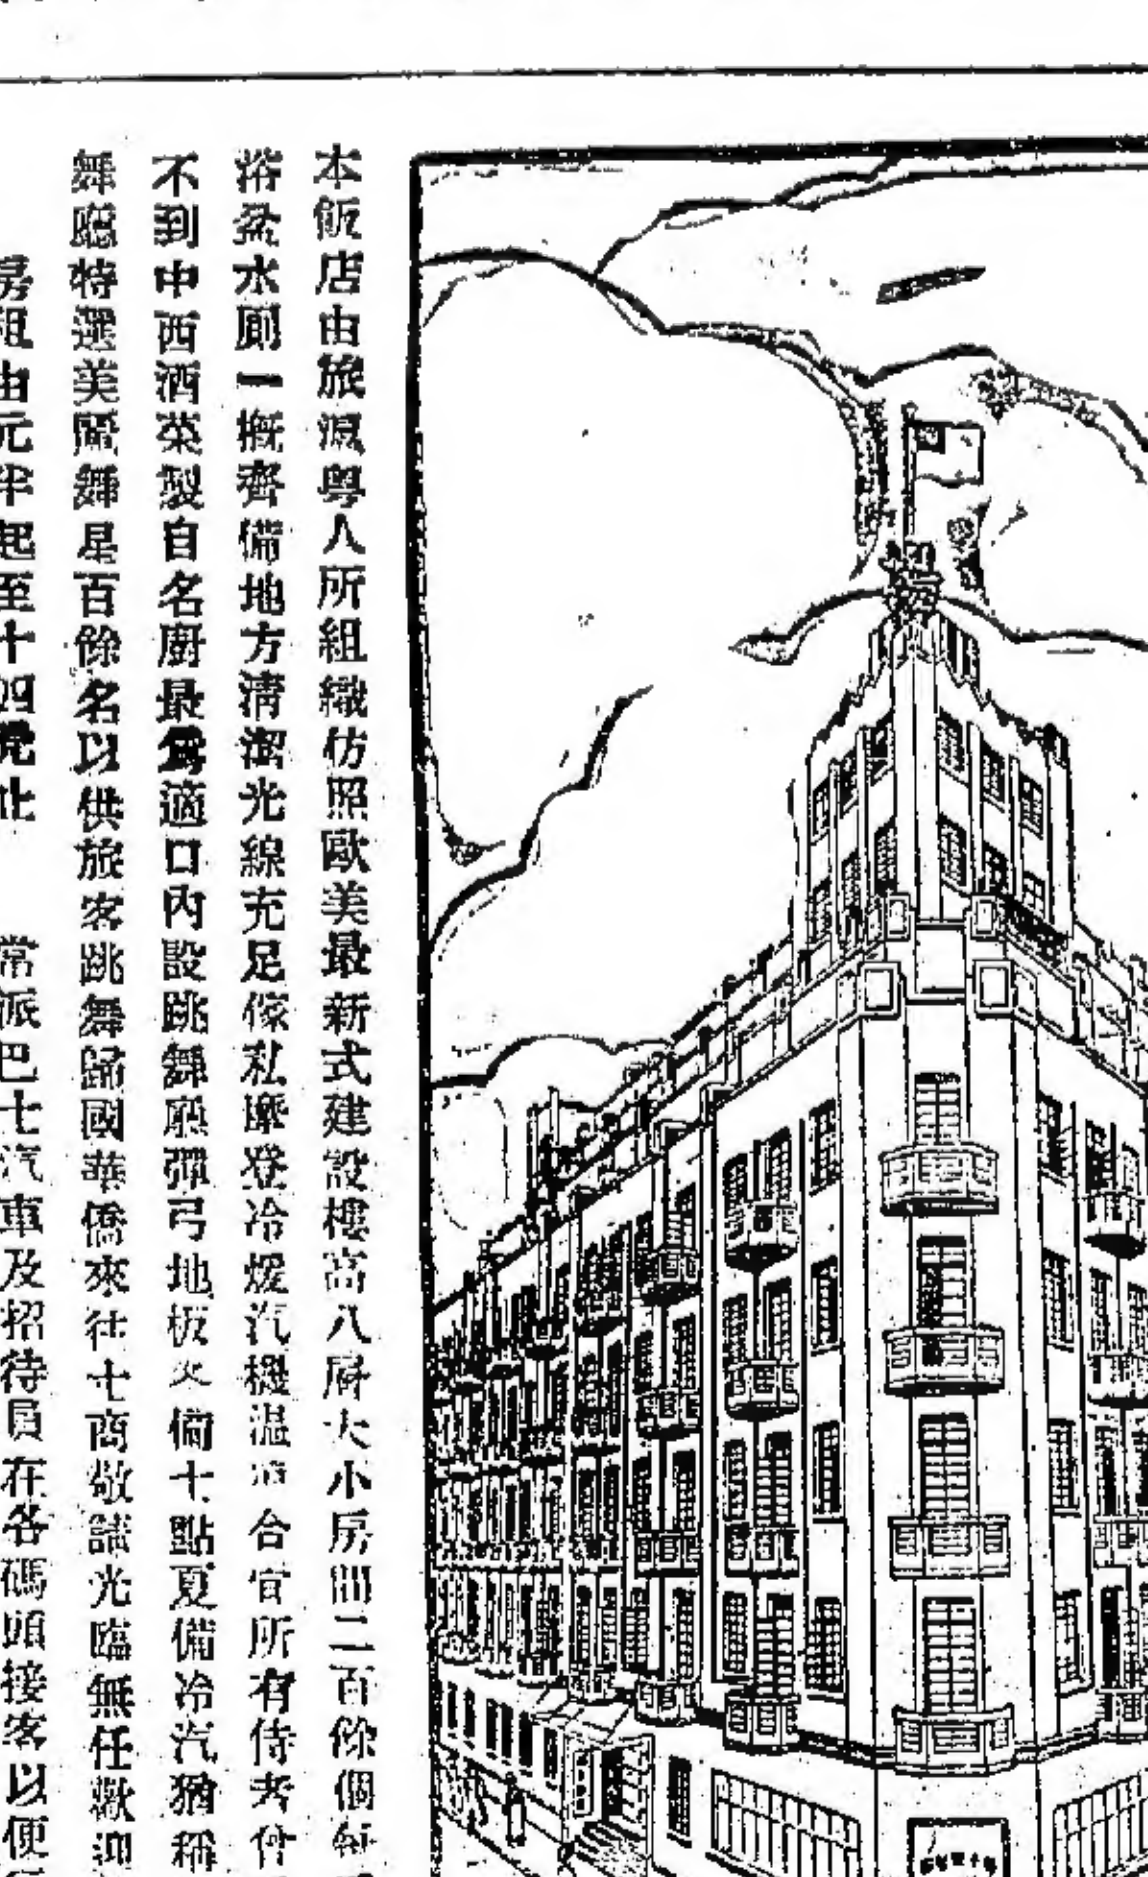 本飯店由旅滬粵人所組織仿照歐美最新式建設樓高八層大小房間二百餘個每
浴盆水廁一概齊備地方清潔光線充足傢私摩登冷煖汽機溫度合宜所有侍者什
不到中西酒菜製自名廚最爲適口內設跳舞廳彈弓地板火備十點夏備冷汽猶稱
舞廳特選美麗舞星百餘名以供旅客跳舞歸國華僑來往士商敬請光臨無任歡迎
房租由元半起至十四元止 常派巴士汽車及招待員在各碼頭接客以便